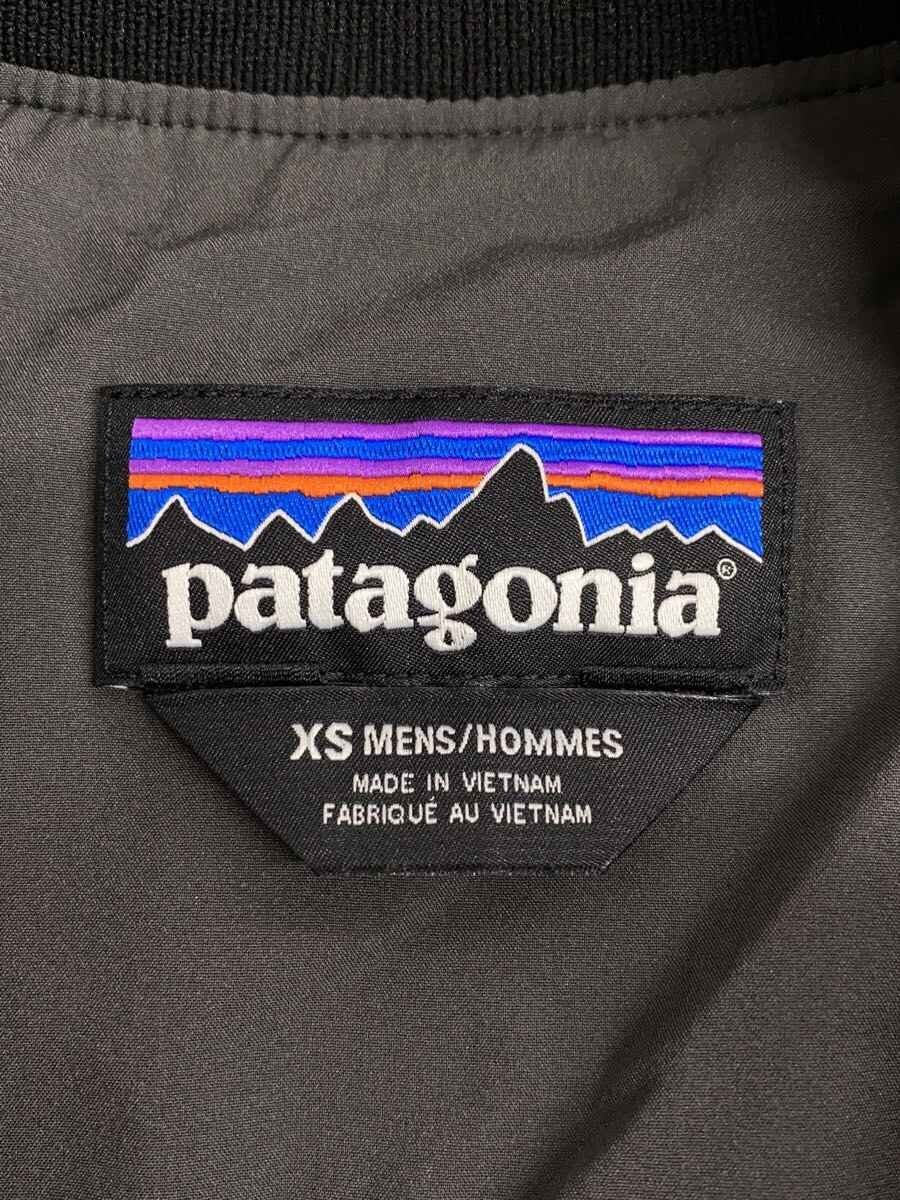 patagonia®
XS MENS/HOMMES
MADE IN VIETNAM
FABRIQUÉ AU VIETNAM